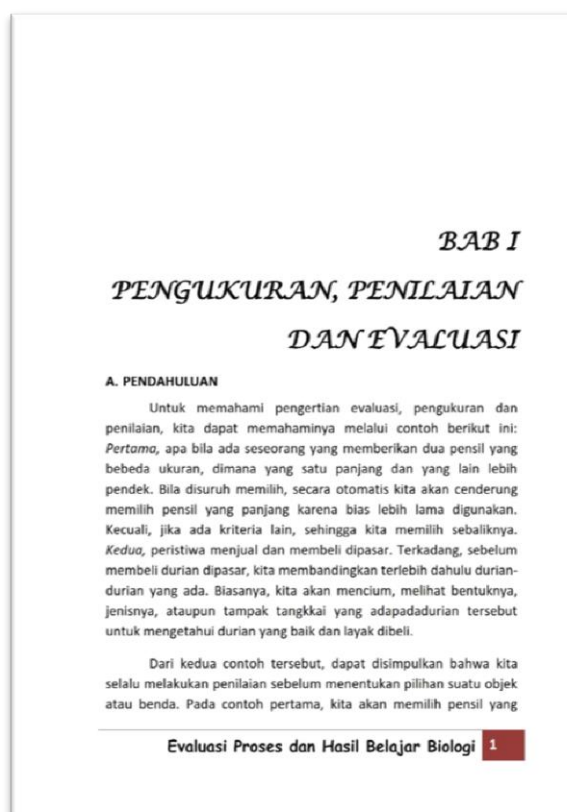 BAB I
PENGUKURAN, PENILAIAN
DAN EVALUASI
A. PENDAHULUAN
Untuk memahami pengertian evaluasi, pengukuran dan
penilaian, kita dapat memahaminya melalui contoh berikut ini:
Pertama, apa bila ada seseorang yang memberikan dua pensil yang
bebeda ukuran, dimana yang satu panjang dan yang lain lebih
pendek. Bila disuruh memilih, secara otomatis kita akan cenderung
memilih pensil yang panjang karena bias lebih lama digunakan.
Kecuali, jika ada kriteria lain, sehingga kita memilih sebaliknya.
Kedua, peristiwa menjual dan membeli dipasar. Terkadang, sebelum
membeli durian dipasar, kita membandingkan terlebih dahulu durian-
durian yang ada. Biasanya, kita akan mencium, melihat bentuknya,
jenisnya, ataupun tampak tangkkai yang adapadadurian tersebut
untuk mengetahui durian yang baik dan layak dibeli.
Dari kedua contoh tersebut, dapat disimpulkan bahwa kita
selalu melakukan penilaian sebelum menentukan pilihan suatu objek
atau benda. Pada contoh pertama, kita akan memilih pensil yang
Evaluasi Proses dan Hasil Belajar Biologi 1